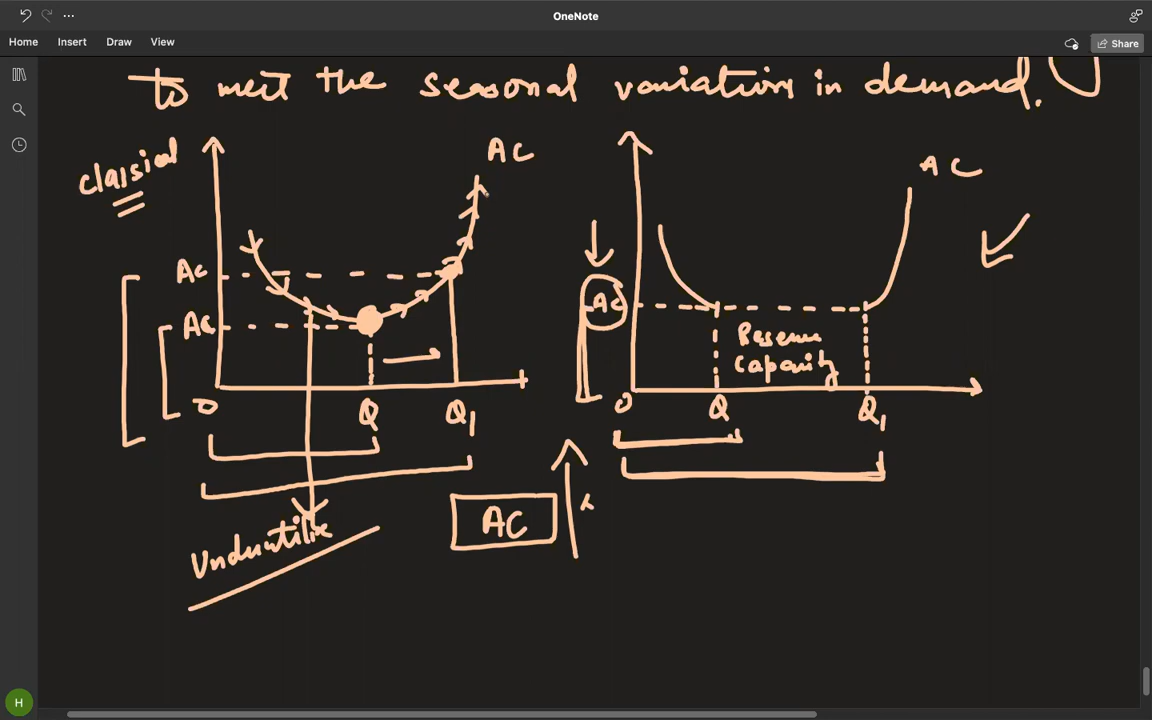 OneNote
Home Insert Draw View
Share
to meet the seasonal variation in demand.
Classical
AC
AC
AC
AC
AC
AC
Reserve
Capacity
O Q Q1
O Q Q1
AC
Underutilize
H